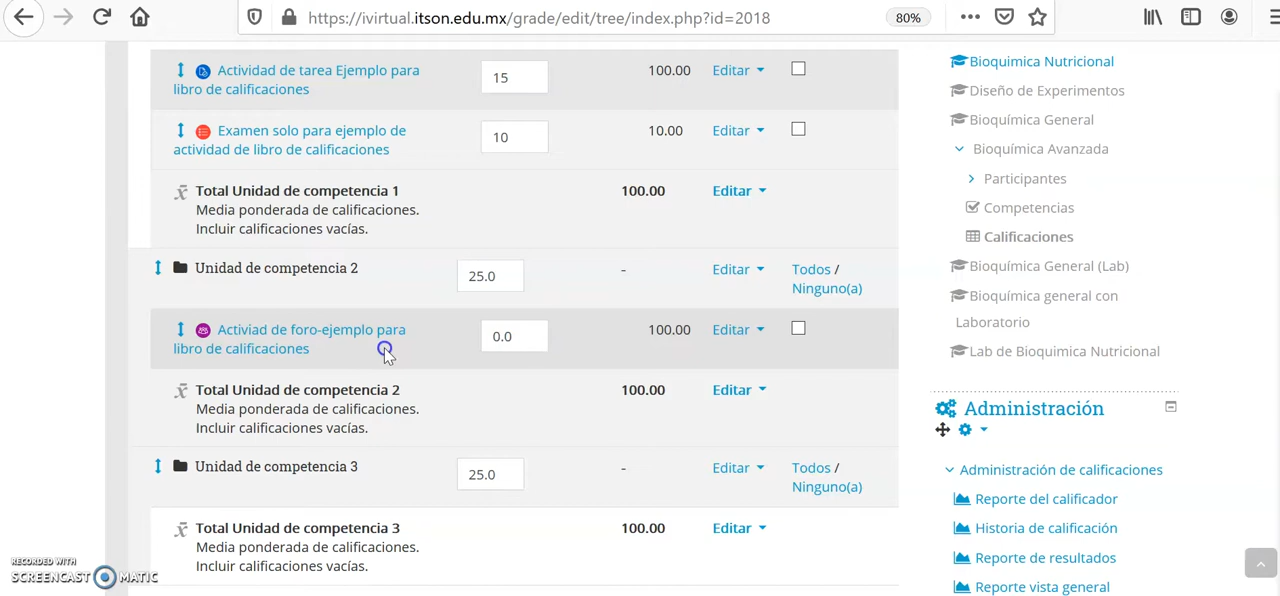 https://ivirtual.itson.edu.mx/grade/edit/tree/index.php?id=2018
80%
Actividad de tarea Ejemplo para
libro de calificaciones
15
100.00
Editar
Examen solo para ejemplo de
actividad de libro de calificaciones
10
10.00
Editar
Total Unidad de competencia 1
Media ponderada de calificaciones.
Incluir calificaciones vacías.
100.00
Editar
Unidad de competencia 2
25.0
-
Editar
Todos /
Ninguno(a)
Activiad de foro-ejemplo para
libro de calificaciones
0.0
100.00
Editar
Total Unidad de competencia 2
Media ponderada de calificaciones.
Incluir calificaciones vacías.
100.00
Editar
Unidad de competencia 3
25.0
-
Editar
Todos /
Ninguno(a)
Total Unidad de competencia 3
Media ponderada de calificaciones.
Incluir calificaciones vacías.
100.00
Editar
Bioquimica Nutricional
Diseño de Experimentos
Bioquímica General
Bioquímica Avanzada
Participantes
Competencias
Calificaciones
Bioquímica General (Lab)
Bioquímica general con
Laboratorio
Lab de Bioquimica Nutricional
Administración
Administración de calificaciones
Reporte del calificador
Historia de calificación
Reporte de resultados
Reporte vista general
RECORDED WITH
SCREENCAST MATIC